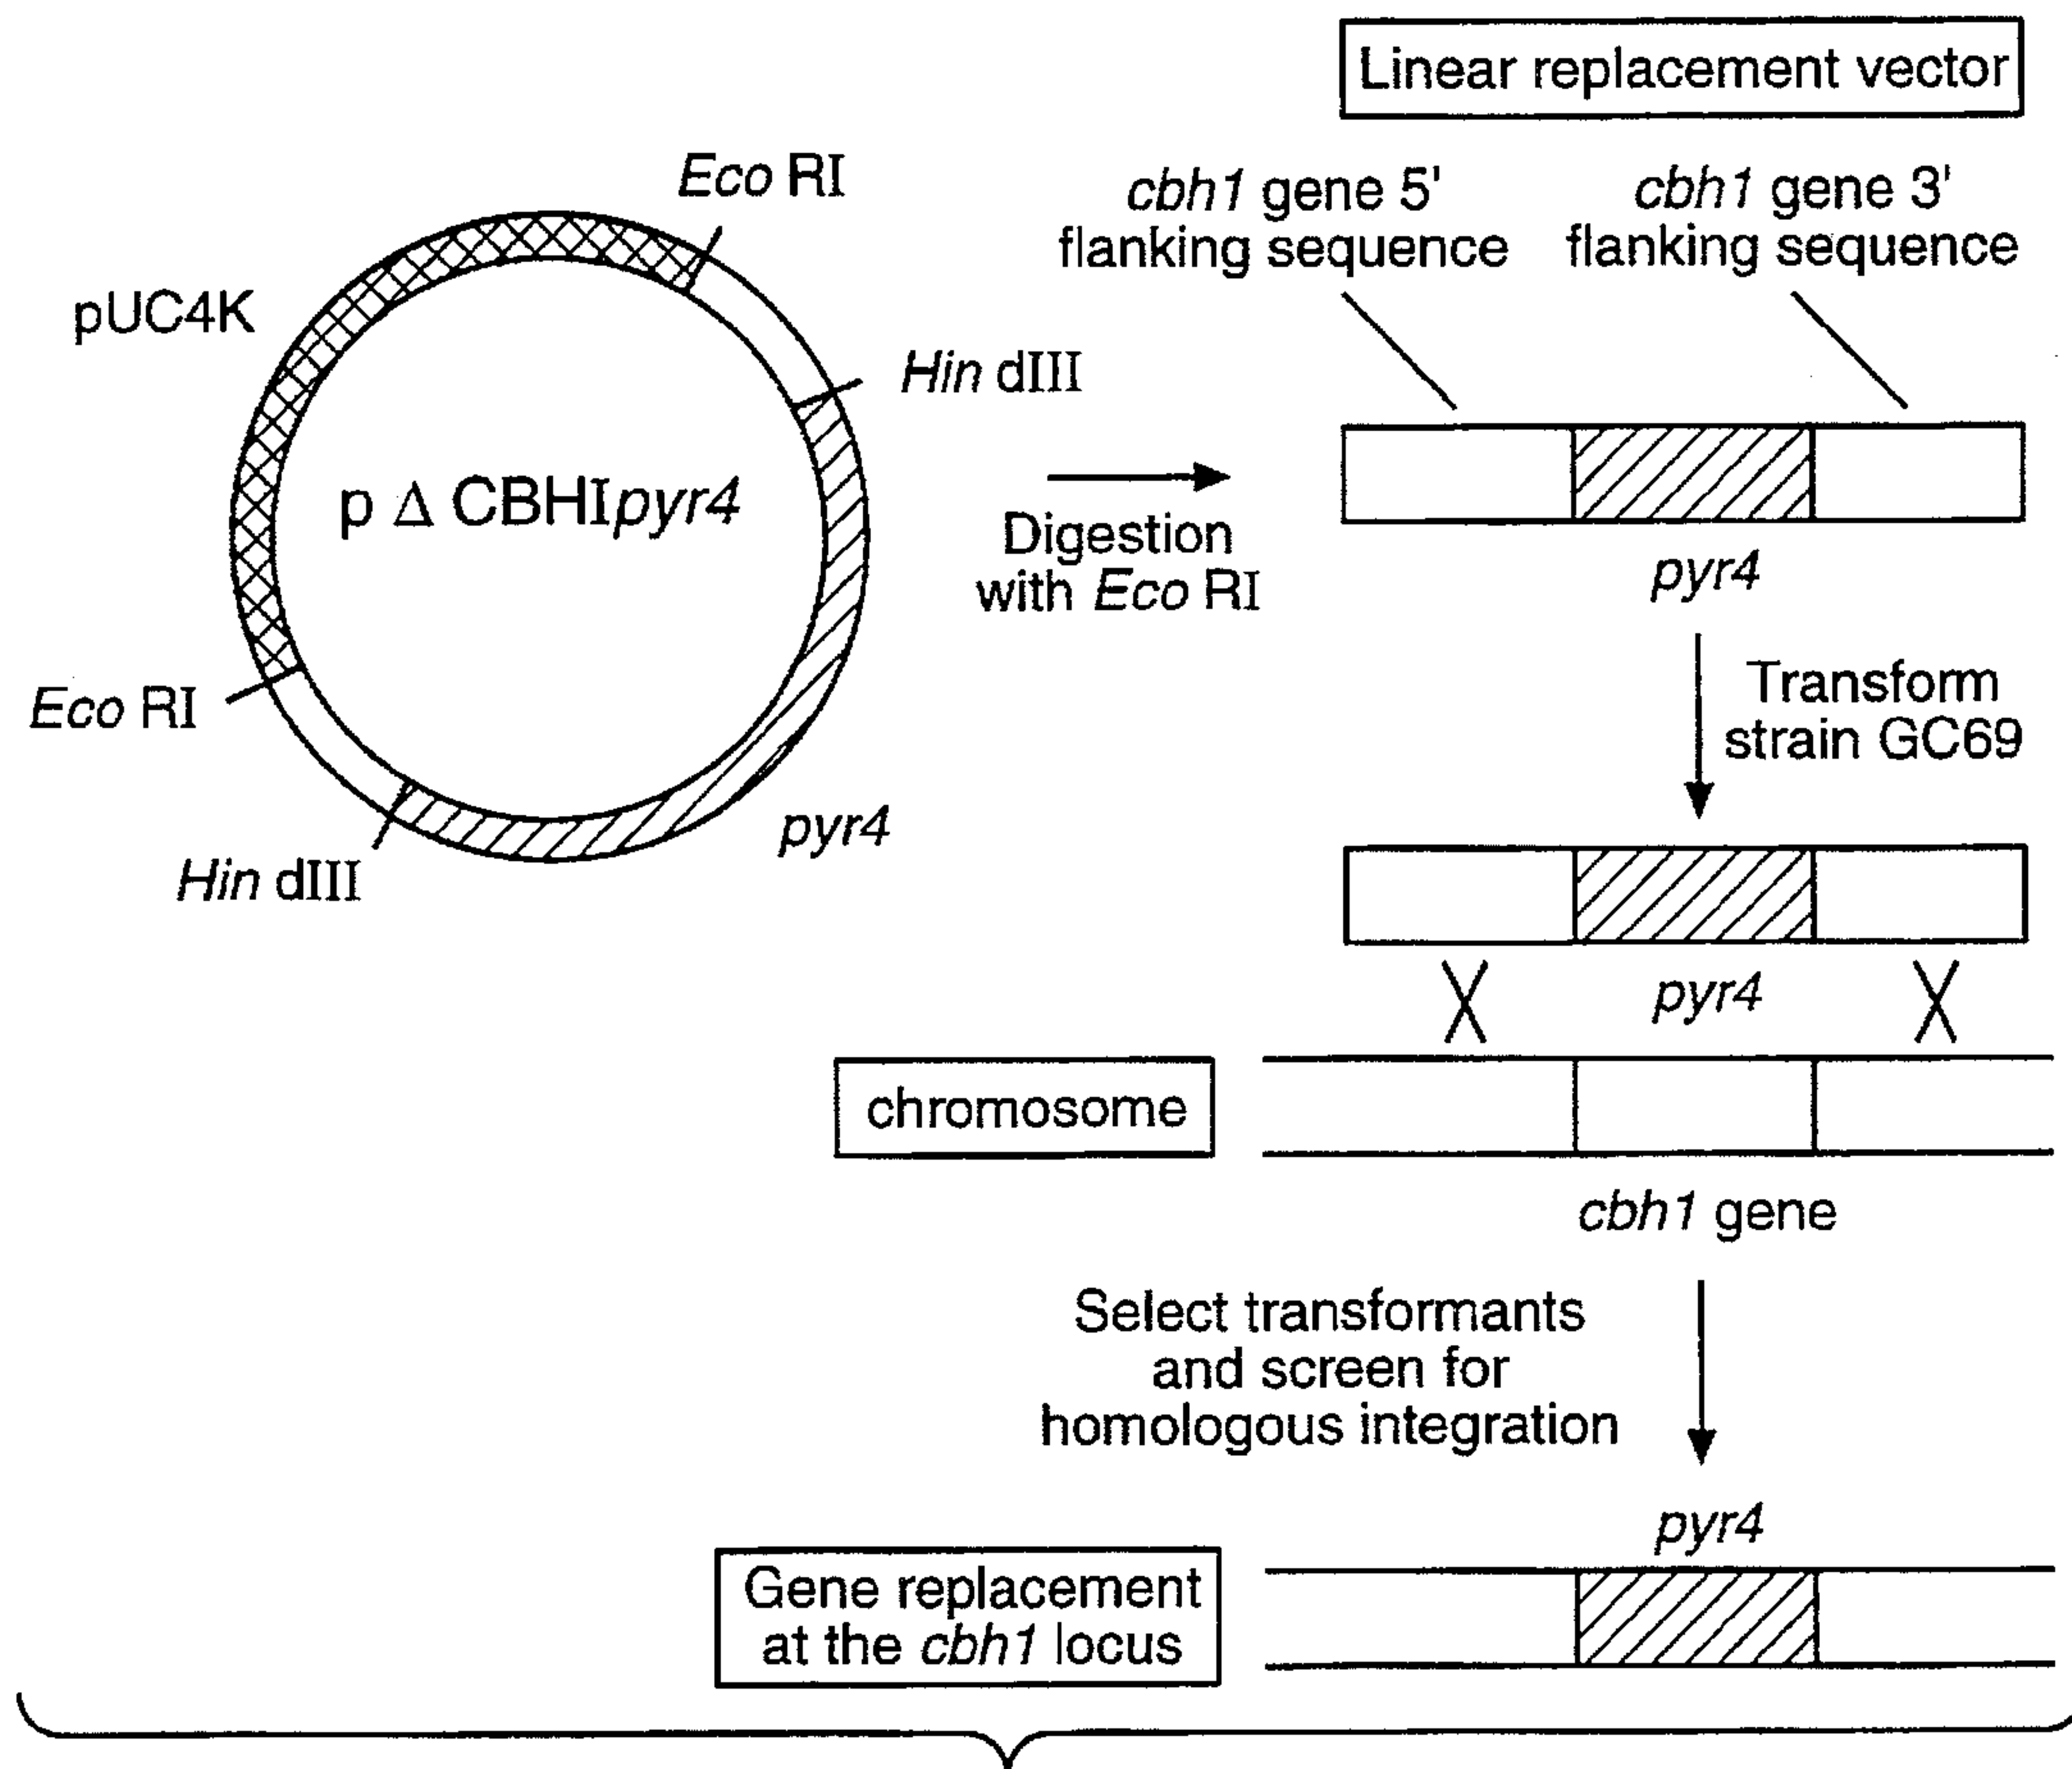 Linear replacement vector
Eco RI
cbh1 gene 5'
flanking sequence
cbh1 gene 3'
flanking sequence
pUC4K
Hin dIII
p Δ CBHIpyr4
Digestion
with Eco RI
pyr4
Eco RI
Transform
strain GC69
pyr4
Hin dIII
pyr4
chromosome
cbh1 gene
Select transformants
and screen for
homologous integration
pyr4
Gene replacement
at the cbh1 locus